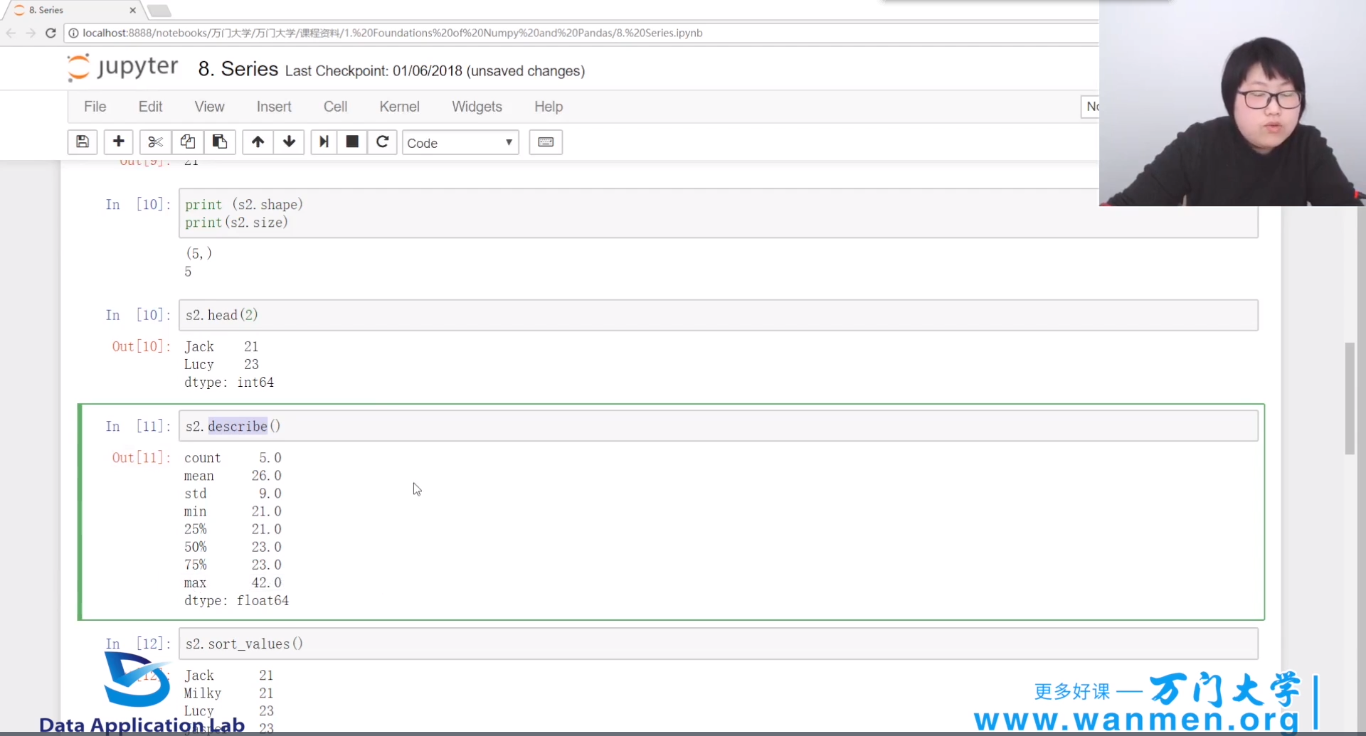 8. Series
localhost:8888/notebooks/万门大学/万门大学/课程资料/1.%20Foundations%20of%20Numpy%20and%20Pandas/8.%20Series.ipynb
jupyter 8. Series Last Checkpoint: 01/06/2018 (unsaved changes)
File Edit View Insert Cell Kernel Widgets Help
Code
Out[9]: 21
In [10]: print (s2.shape)
print(s2.size)
(5,)
5
In [10]: s2.head(2)
Out[10]: Jack 21
Lucy 23
dtype: int64
In [11]: s2.describe()
Out[11]: count 5.0
mean 26.0
std 9.0
min 21.0
25% 21.0
50% 23.0
75% 23.0
max 42.0
dtype: float64
In [12]: s2.sort_values()
Jack 21
Milky 21
Lucy 23
23
Data Application Lab
更多好课 — 万门大学
www.wanmen.org